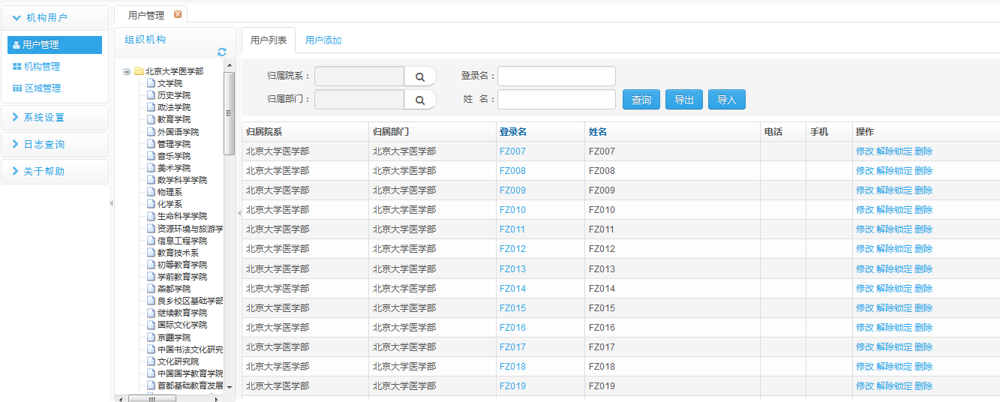 机构用户
用户管理
机构管理
区域管理
系统设置
日志查询
关于帮助
用户管理
组织机构
北京大学医学部
文学院
历史学院
政法学院
教育学院
外国语学院
管理学院
音乐学院
美术学院
数学科学学院
物理系
化学系
生命科学学院
资源环境与旅游学
信息工程学院
教育技术系
初等教育学院
学前教育学院
燕都学院
良乡校区基础学部
继续教育学院
国际文化学院
京疆学院
中国书法文化研究
文化研究院
中国国学教育学院
首都基础教育发展
用户列表 用户添加
归属院系： 登录名：
归属部门： 姓 名： 查询 导出 导入
归属院系 归属部门 登录名 姓名 电话 手机 操作
北京大学医学部 北京大学医学部 FZ007 FZ007 修改 解除锁定 删除
北京大学医学部 北京大学医学部 FZ008 FZ008 修改 解除锁定 删除
北京大学医学部 北京大学医学部 FZ009 FZ009 修改 解除锁定 删除
北京大学医学部 北京大学医学部 FZ010 FZ010 修改 解除锁定 删除
北京大学医学部 北京大学医学部 FZ011 FZ011 修改 解除锁定 删除
北京大学医学部 北京大学医学部 FZ012 FZ012 修改 解除锁定 删除
北京大学医学部 北京大学医学部 FZ013 FZ013 修改 解除锁定 删除
北京大学医学部 北京大学医学部 FZ014 FZ014 修改 解除锁定 删除
北京大学医学部 北京大学医学部 FZ015 FZ015 修改 解除锁定 删除
北京大学医学部 北京大学医学部 FZ016 FZ016 修改 解除锁定 删除
北京大学医学部 北京大学医学部 FZ017 FZ017 修改 解除锁定 删除
北京大学医学部 北京大学医学部 FZ018 FZ018 修改 解除锁定 删除
北京大学医学部 北京大学医学部 FZ019 FZ019 修改 解除锁定 删除